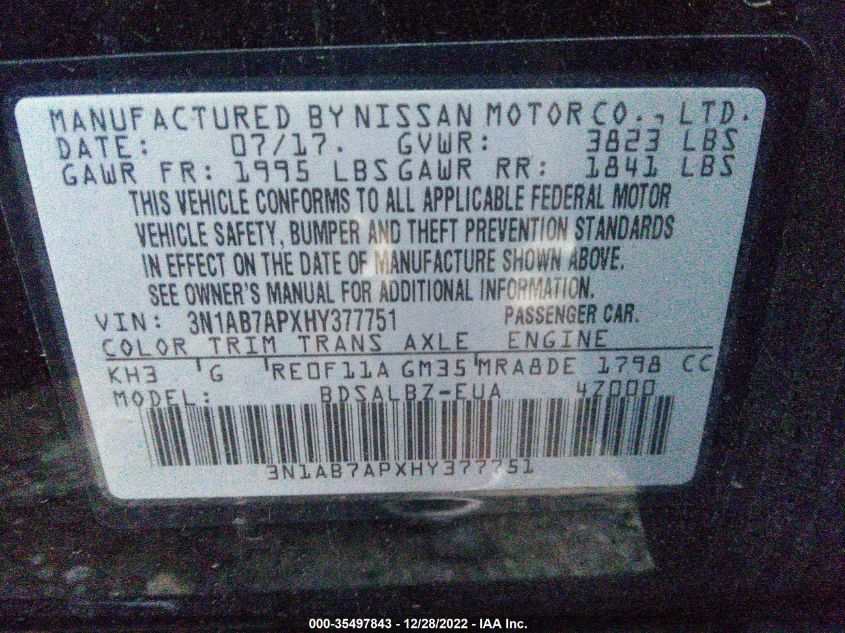 MANUFACTURED BY NISSAN MOTOR CO., LTD.
DATE: 07/17. GVWR: 3823 LBS
GAWR FR: 1995 LBS GAWR RR: 1841 LBS
THIS VEHICLE CONFORMS TO ALL APPLICABLE FEDERAL MOTOR
VEHICLE SAFETY, BUMPER AND THEFT PREVENTION STANDARDS
IN EFFECT ON THE DATE OF MANUFACTURE SHOWN ABOVE.
SEE OWNER'S MANUAL FOR ADDITIONAL INFORMATION.
VIN: 3N1AB7APXHY377751 PASSENGER CAR.
COLOR TRIM TRANS AXLE ENGINE
KH3 G RE0F11A GM35 MRA8DE 1798 CC
MODEL: BDSALBZ-EUA 4Z000
3N1AB7APXHY377751
000-35497843 - 12/28/2022 - IAA Inc.